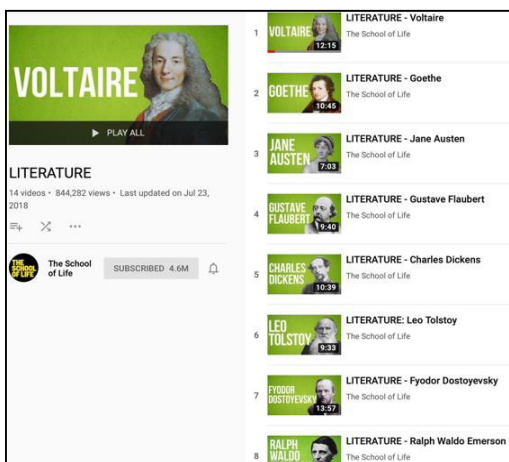 VOLTAIRE
PLAY ALL
LITERATURE
14 videos • 844,282 views • Last updated on Jul 23,
2018
THE
SCHOOL
OF LIFE
The School
of Life
SUBSCRIBED 4.6M
1
VOLTAIRE
12:15
LITERATURE - Voltaire
The School of Life
2
GOETHE
10:45
LITERATURE - Goethe
The School of Life
3
JANE
AUSTEN
7:03
LITERATURE - Jane Austen
The School of Life
4
GUSTAVE
FLAUBERT
9:40
LITERATURE - Gustave Flaubert
The School of Life
5
CHARLES
DICKENS
10:39
LITERATURE - Charles Dickens
The School of Life
6
LEO
TOLSTOY
9:33
LITERATURE: Leo Tolstoy
The School of Life
7
FYODOR
DOSTOYEVSKY
13:57
LITERATURE - Fyodor Dostoyevsky
The School of Life
8
RALPH
WALDO
LITERATURE - Ralph Waldo Emerson
The School of Life